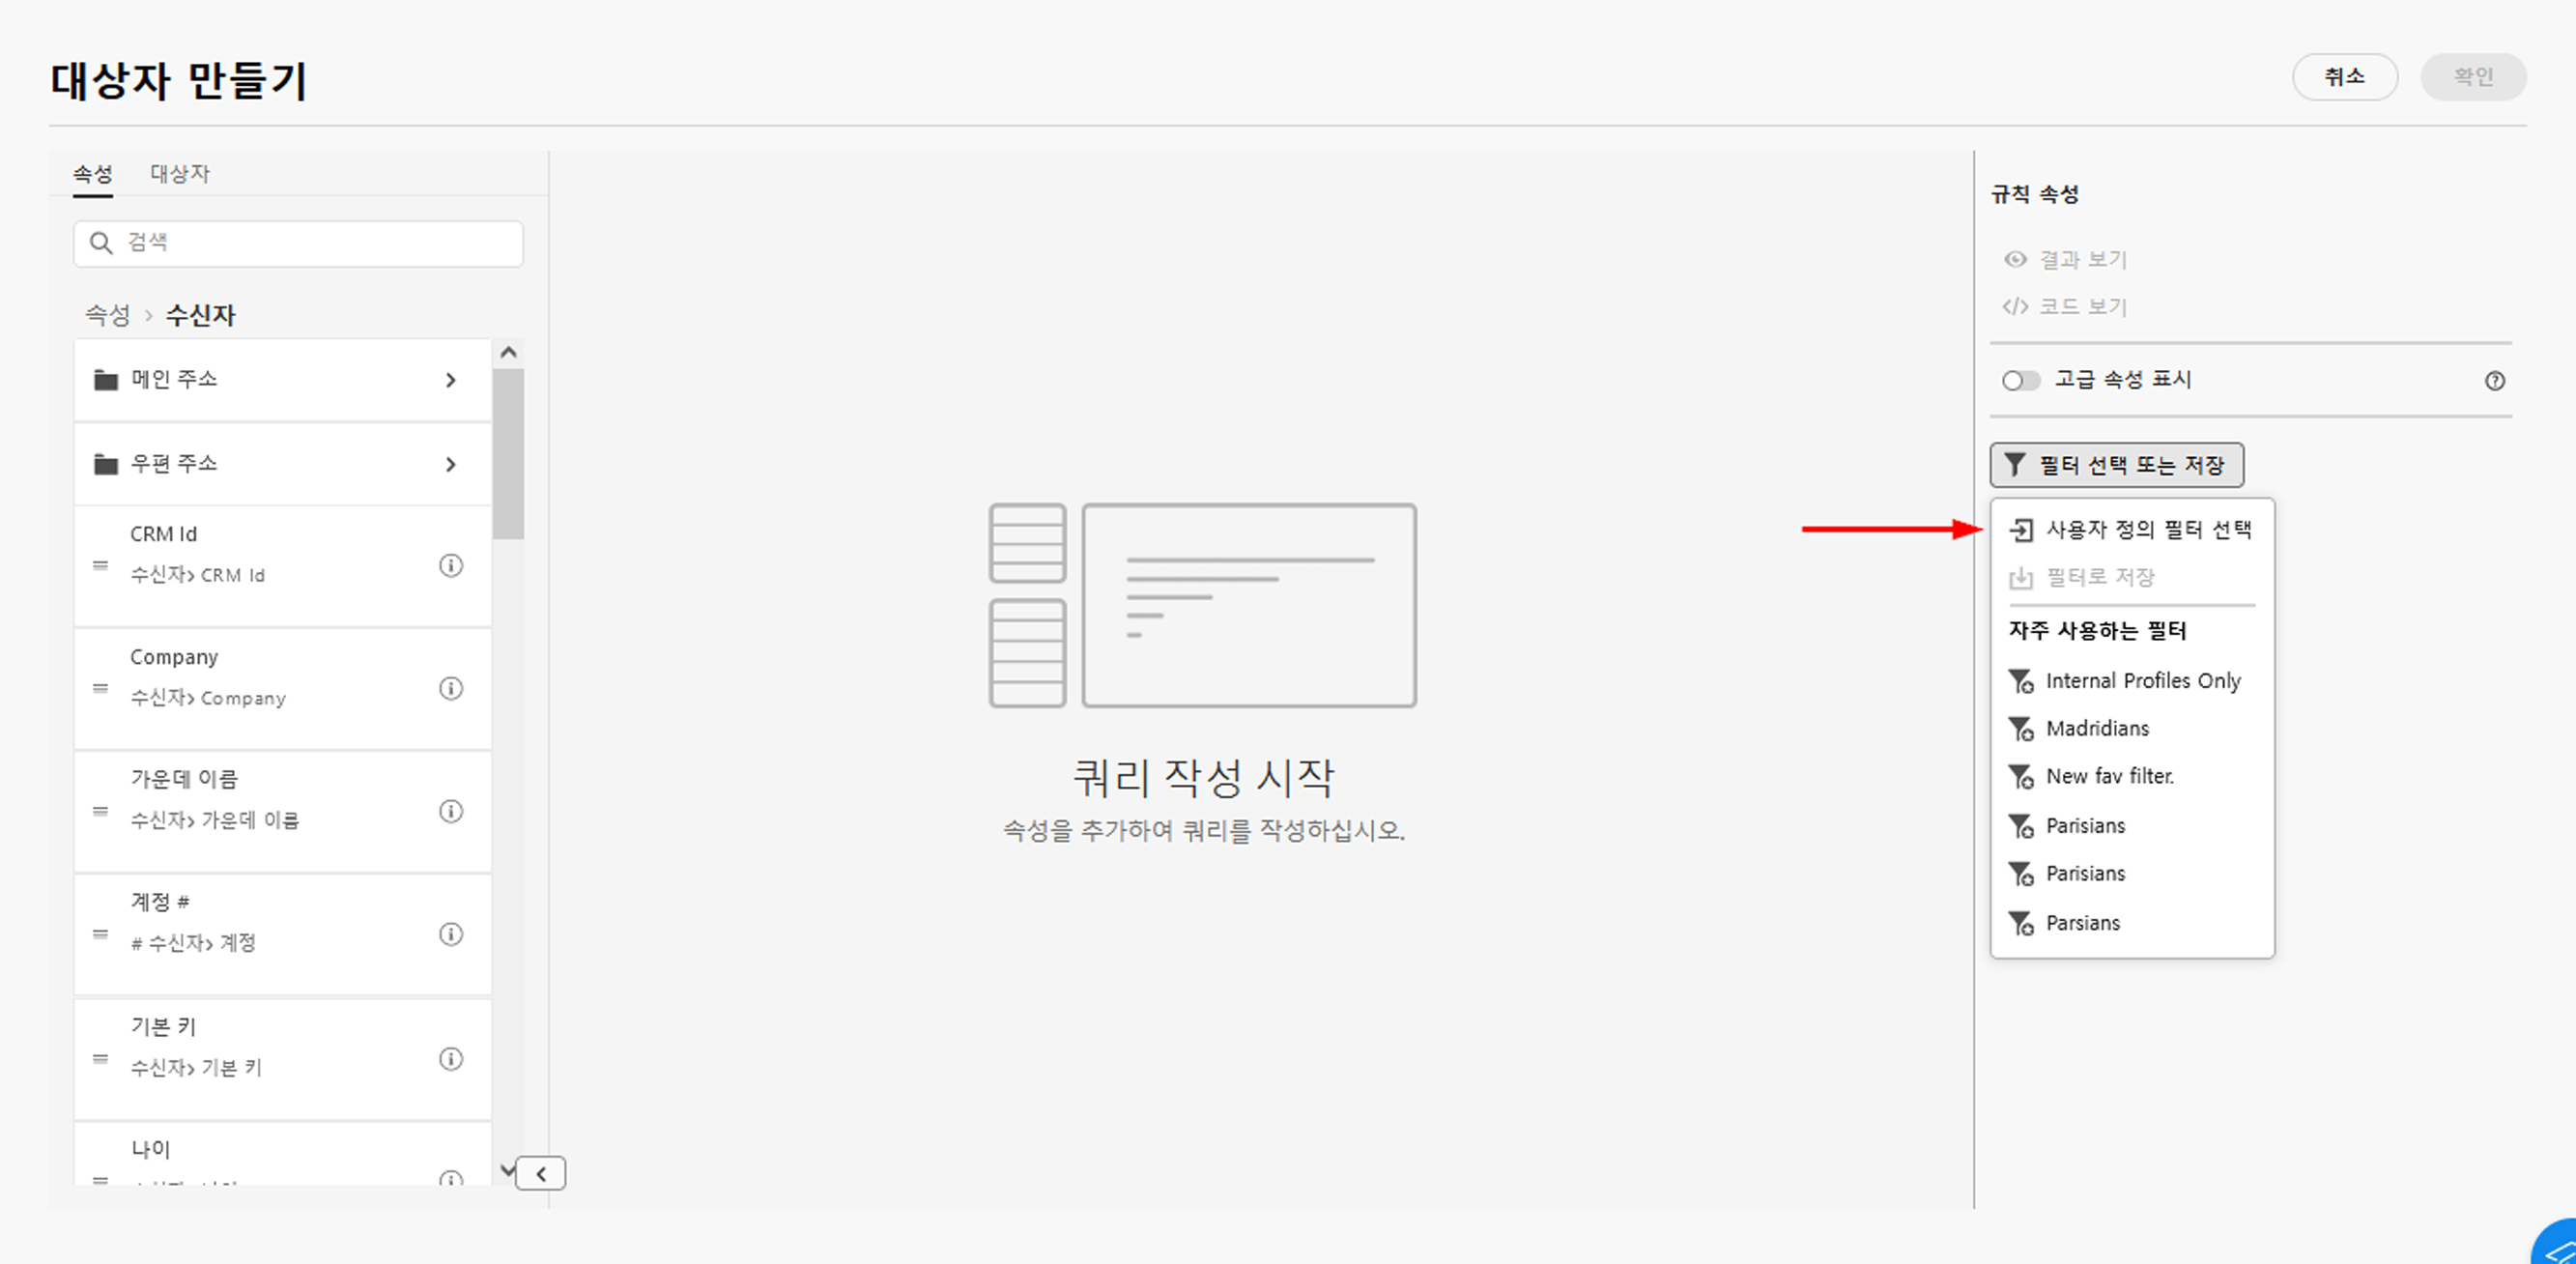 대상자 만들기
취소
확인
속성
대상자
검색
속성 › 수신자
메인 주소
우편 주소
CRM Id
수신자› CRM Id
Company
수신자› Company
가운데 이름
수신자› 가운데 이름
계정 #
# 수신자› 계정
기본 키
수신자› 기본 키
나이
쿼리 작성 시작
속성을 추가하여 쿼리를 작성하십시오.
규칙 속성
결과 보기
코드 보기
고급 속성 표시
필터 선택 또는 저장
사용자 정의 필터 선택
필터로 저장
자주 사용하는 필터
Internal Profiles Only
Madridians
New fav filter.
Parisians
Parisians
Parsians